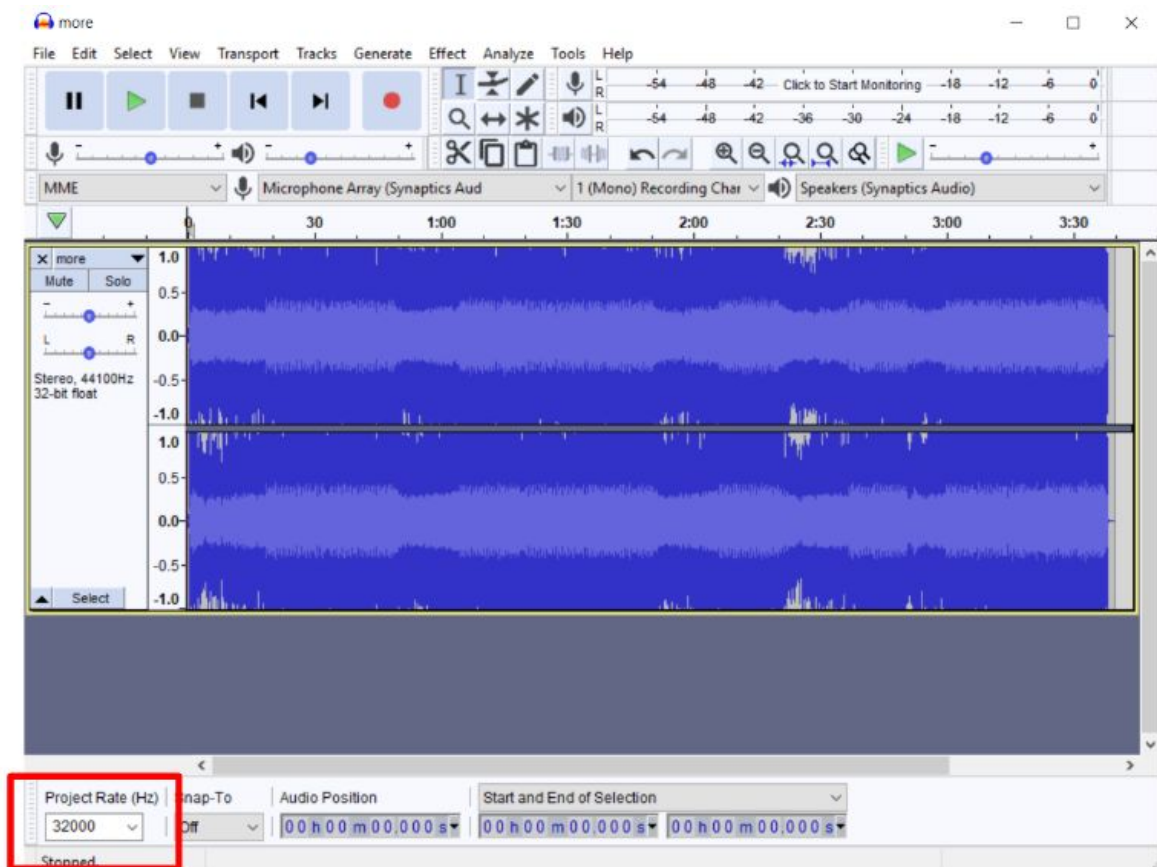 more
File Edit Select View Transport Tracks Generate Effect Analyze Tools Help
L R -54 -48 -42 Click to Start Monitoring -18 -12 -6 0
L R -54 -48 -42 -36 -30 -24 -18 -12 -6 0
- + - + - +
MME Microphone Array (Synaptics Aud 1 (Mono) Recording Char Speakers (Synaptics Audio)
0 30 1:00 1:30 2:00 2:30 3:00 3:30
more
Mute Solo
- +
L R
Stereo, 44100Hz
32-bit float
Select
1.0
0.5
0.0
-0.5
-1.0
1.0
0.5
0.0
-0.5
-1.0
Project Rate (Hz) Snap-To Audio Position Start and End of Selection
32000 Off 00 h 00 m 00.000 s 00 h 00 m 00.000 s 00 h 00 m 00.000 s
Stopped.